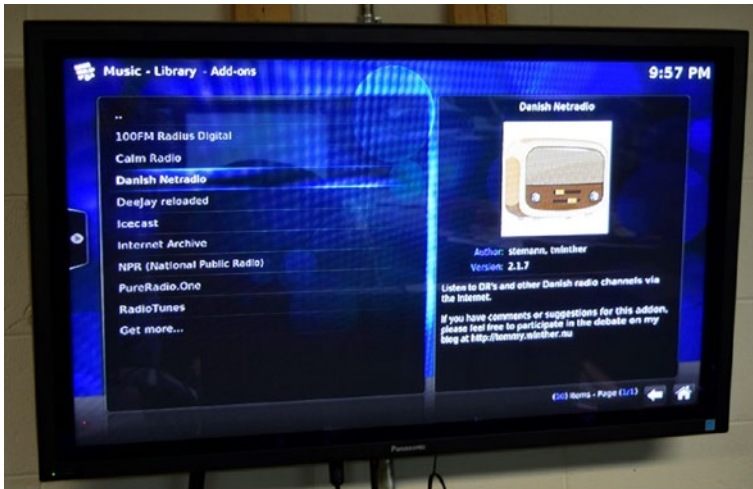 Music - Library - Add-ons
9:57 PM
..
100FM Radius Digital
Calm Radio
Danish Netradio
DeeJay reloaded
Icecast
Internet Archive
NPR (National Public Radio)
PureRadio.One
RadioTunes
Get more...
Danish Netradio
Author: stemann, twinther
Version: 2.1.7
Listen to DR's and other Danish radio channels via
the Internet.
If you have comments or suggestions for this addon,
please feel free to participate in the debate on my
blog at http://tommy.winther.nu
(10) Items - Page (1/1)
Panasonic